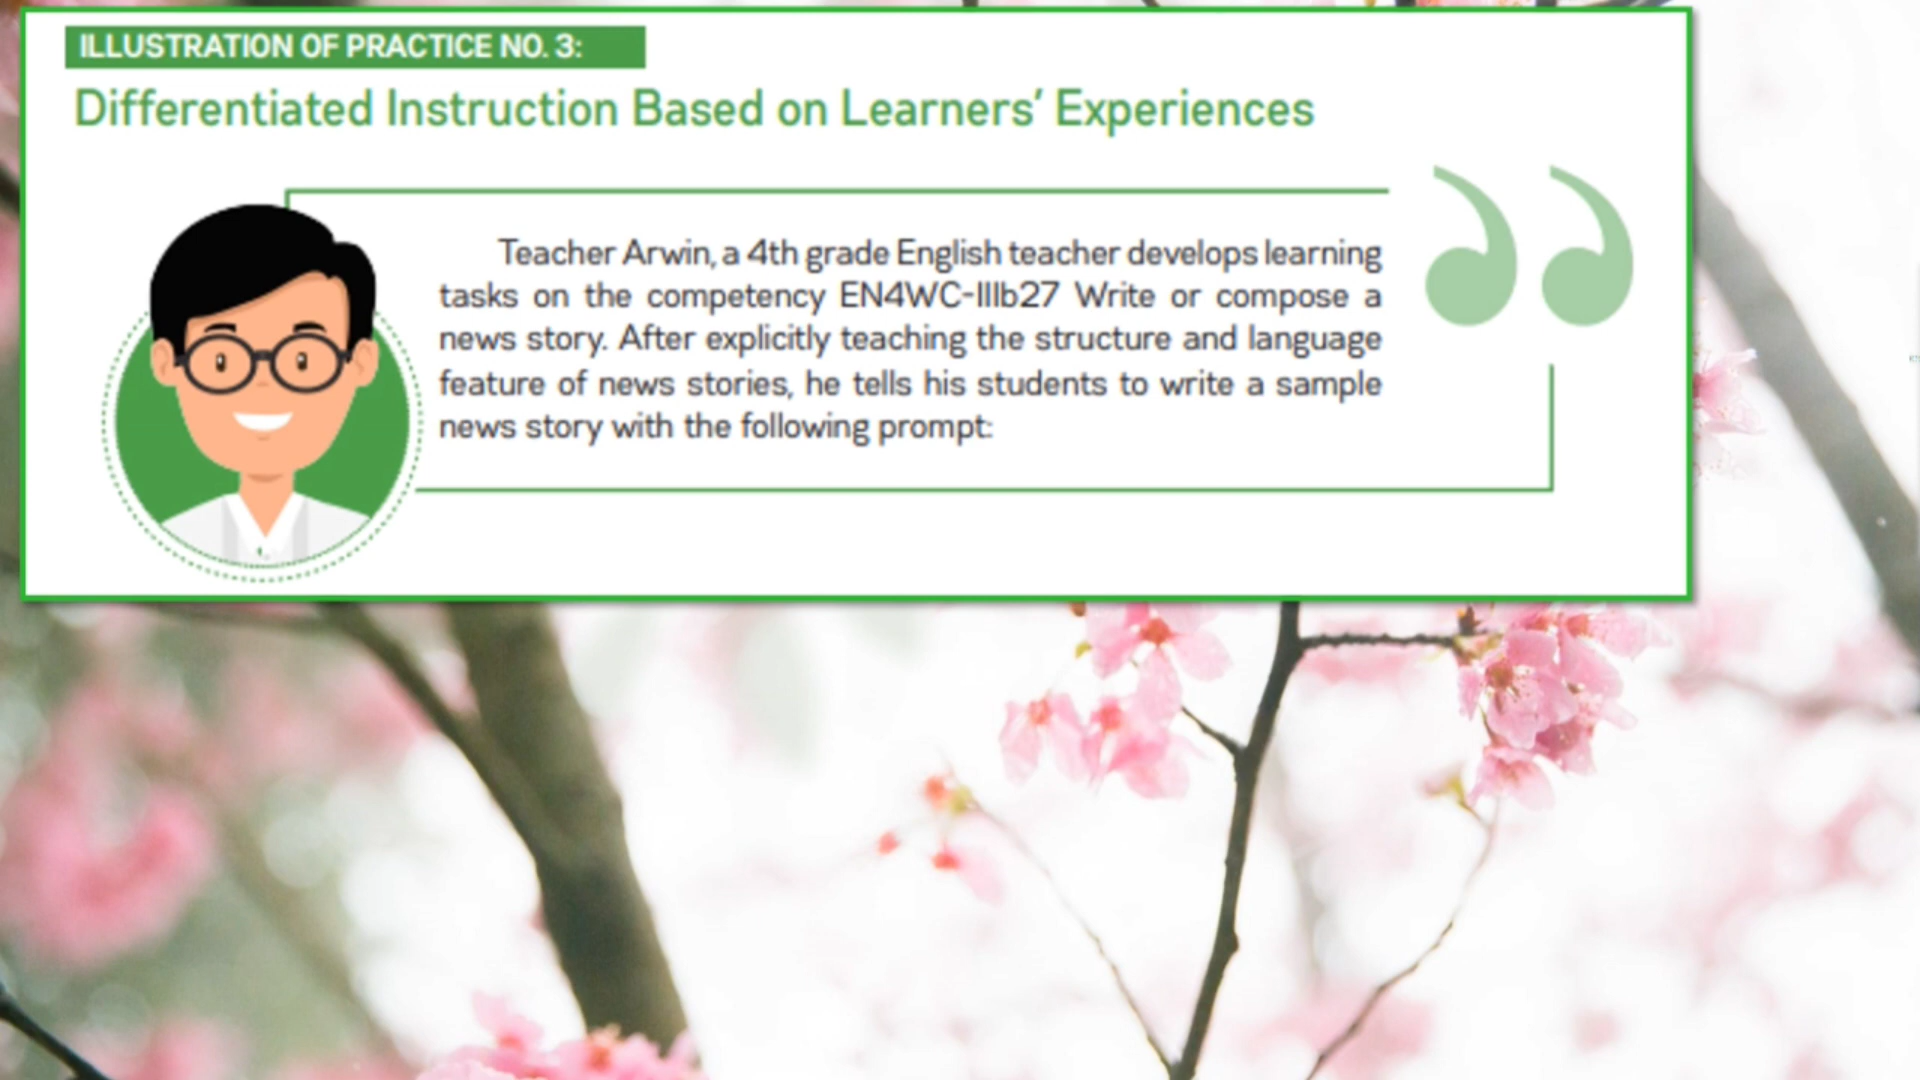 ILLUSTRATION OF PRACTICE NO. 3:
Differentiated Instruction Based on Learners’ Experiences
Teacher Arwin, a 4th grade English teacher develops learning
tasks on the competency EN4WC-IIIb27 Write or compose a
news story. After explicitly teaching the structure and language
feature of news stories, he tells his students to write a sample
news story with the following prompt: